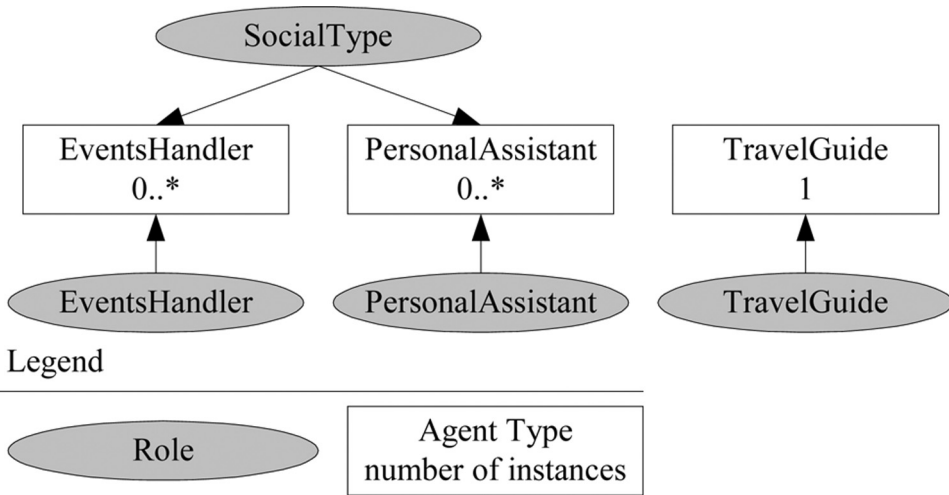 SocialType
EventsHandler
0..*
PersonalAssistant
0..*
TravelGuide
1
EventsHandler
PersonalAssistant
TravelGuide
Legend
Role
Agent Type
number of instances